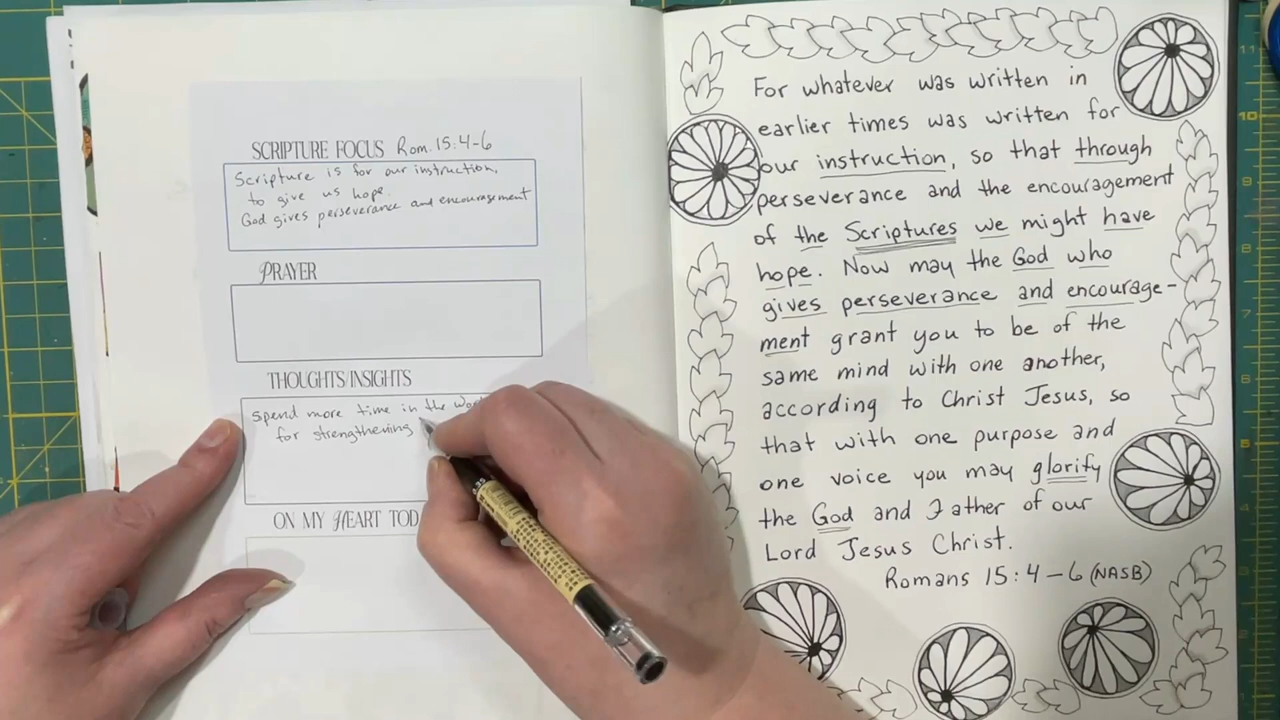 SCRIPTURE FOCUS Rom. 15:4-6
Scripture is for our instruction,
to give us hope.
God gives perseverance and encouragement
PRAYER
THOUGHTS/INSIGHTS
Spend more time in the
for strengthening
ON MY HEART
For whatever was written in
earlier times was written for
our instruction, so that through
perseverance and the encouragement
of the Scriptures we might have
hope. Now may the God who
gives perseverance and encourage-
ment grant you to be of the
same mind with one another,
according to Christ Jesus, so
that with one purpose and
one voice you may glorify
the God and Father of our
Lord Jesus Christ.
Romans 15:4-6 (NASB)
11
10
9
8